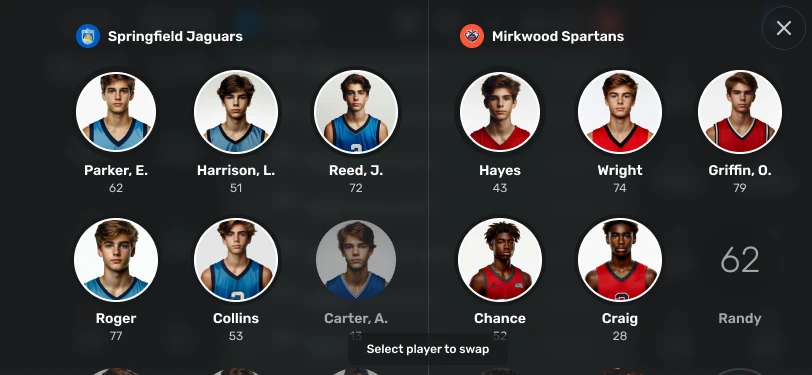 Springfield Jaguars
Parker, E.
62
Harrison, L.
51
Reed, J.
72
Roger
77
Collins
53
Carter, A.
13
Mirkwood Spartans
Hayes
43
Wright
74
Griffin, O.
79
Chance
52
Craig
28
62
Randy
Select player to swap